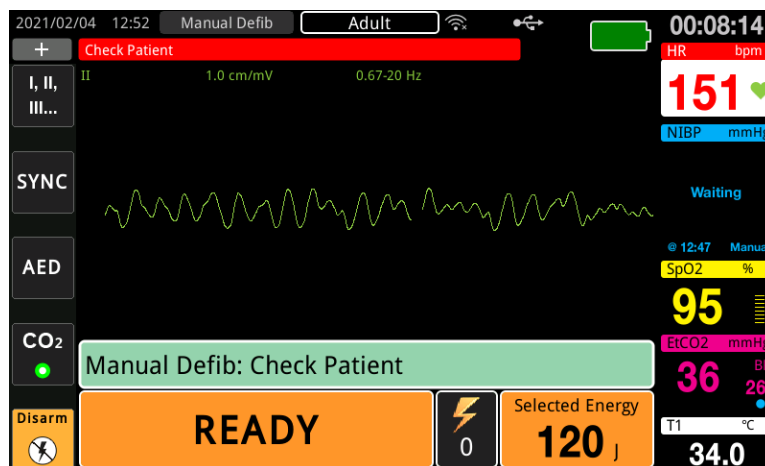 2021/02/04 12:52 Manual Defib Adult 00:08:14
+
Check Patient
HR bpm
II 1.0 cm/mV 0.67-20 Hz
I, II,
III...
151
NIBP mmHg
SYNC
Waiting
@ 12:47 Manual
AED
SpO2 %
95
CO2
EtCO2 mmHg
Manual Defib: Check Patient
36
26
Disarm
READY
0
Selected Energy
120 J
T1 °C
34.0